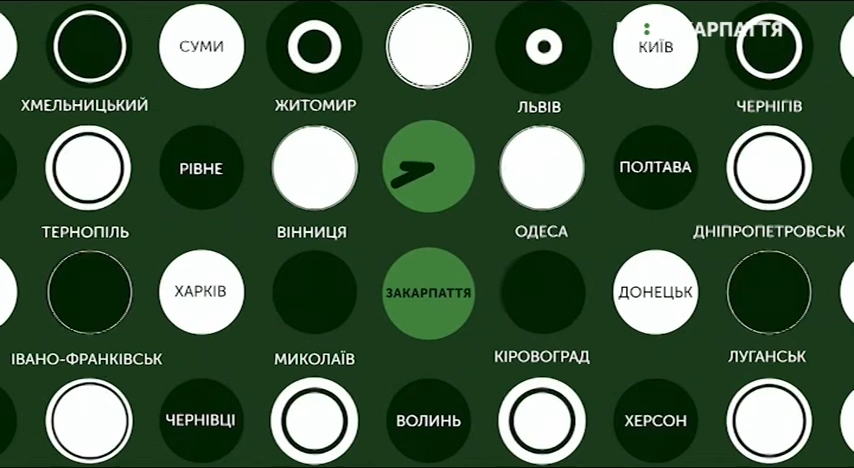 СУМИ
КИЇВ
ХМЕЛЬНИЦЬКИЙ
ЖИТОМИР
ЛЬВІВ
ЧЕРНІГІВ
РІВНЕ
ПОЛТАВА
ТЕРНОПІЛЬ
ВІННИЦЯ
ОДЕСА
ДНІПРОПЕТРОВСЬК
ХАРКІВ
ЗАКАРПАТТЯ
ДОНЕЦЬК
ІВАНО-ФРАНКІВСЬК
МИКОЛАЇВ
КІРОВОГРАД
ЛУГАНСЬК
ЧЕРНІВЦІ
ВОЛИНЬ
ХЕРСОН